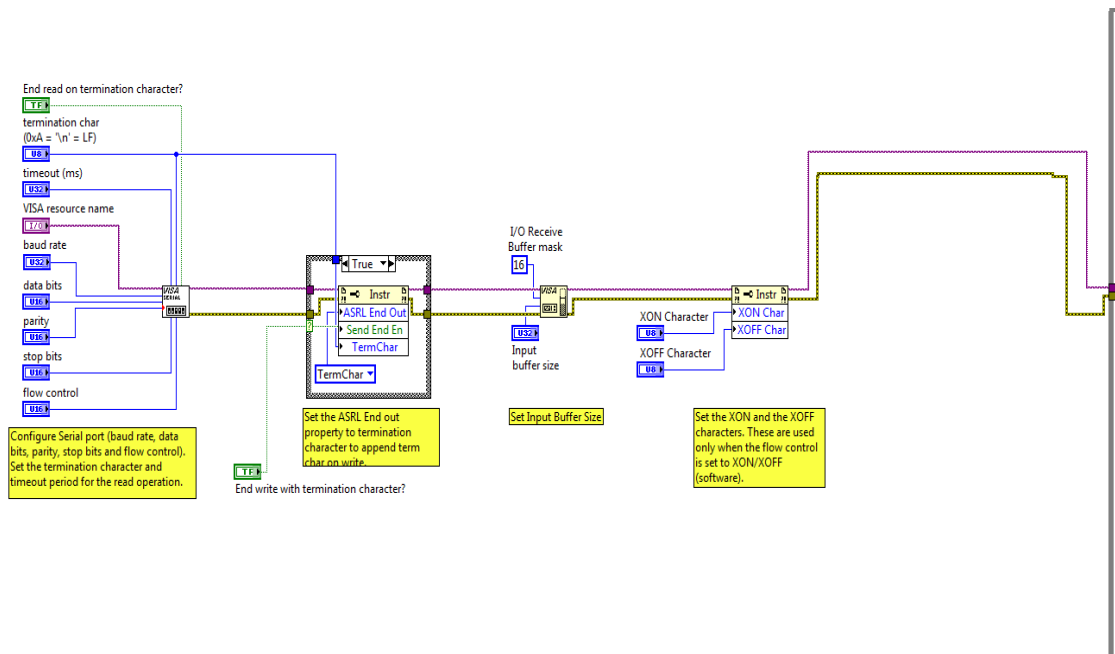 End read on termination character?
TF
termination char
(0xA = '\n' = LF)
U8
timeout (ms)
U32
VISA resource name
I/O
baud rate
U32
data bits
U16
parity
U16
stop bits
U16
flow control
U16
Configure Serial port (baud rate, data
bits, parity, stop bits and flow control).
Set the termination character and
timeout period for the read operation.
VISA
SERIAL
True
Instr
ASRL End Out
Send End En
TermChar
?
TermChar
Set the ASRL End out
property to termination
character to append term
char on write.
TF
End write with termination character?
I/O Receive
Buffer mask
16
VISA
U32
Input
buffer size
Set Input Buffer Size
Instr
XON Char
XOFF Char
XON Character
U8
XOFF Character
U8
Set the XON and the XOFF
characters. These are used
only when the flow control
is set to XON/XOFF
(software).